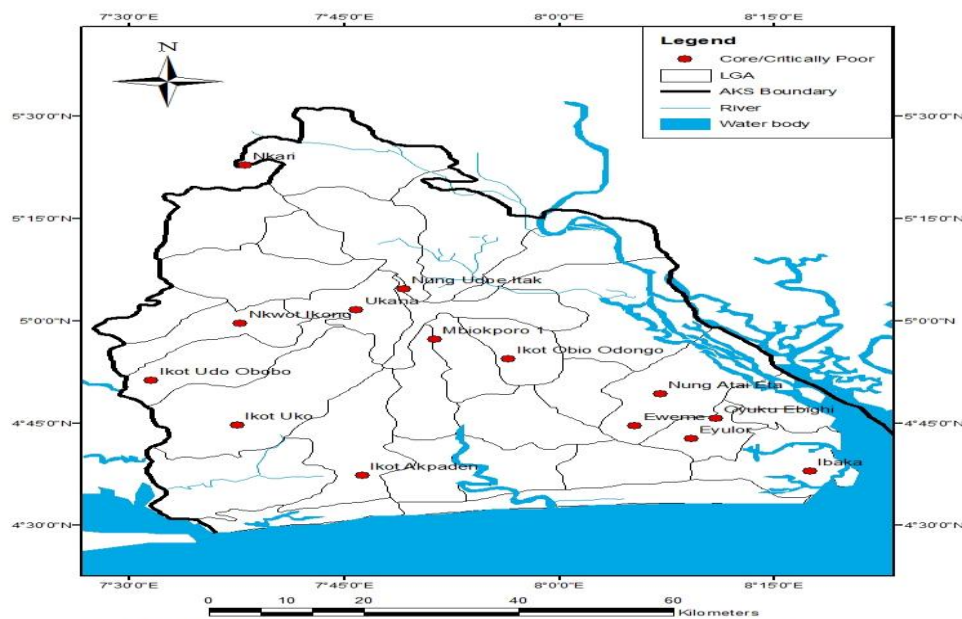 7°30'0"E 7°45'0"E 8°0'0"E 8°15'0"E
N
Legend
Core/Critically Poor
LGA
AKS Boundary
River
Water body
5°30'0"N 5°30'0"N
Nkari
5°15'0"N 5°15'0"N
Nung Udoe Itak
Ukana
Nkwot Ikong
5°0'0"N 5°0'0"N
Mbiokporo 1
Ikot Obio Odongo
Ikot Udo Obobo
Nung Atai Eta
Oyuku Ebighi
Ikot Uko
Eweme
4°45'0"N 4°45'0"N
Eyulor
Ikot Akpaden
Ibaka
4°30'0"N 4°30'0"N
7°30'0"E 7°45'0"E 8°0'0"E 8°15'0"E
0 10 20 40 60
Kilometers